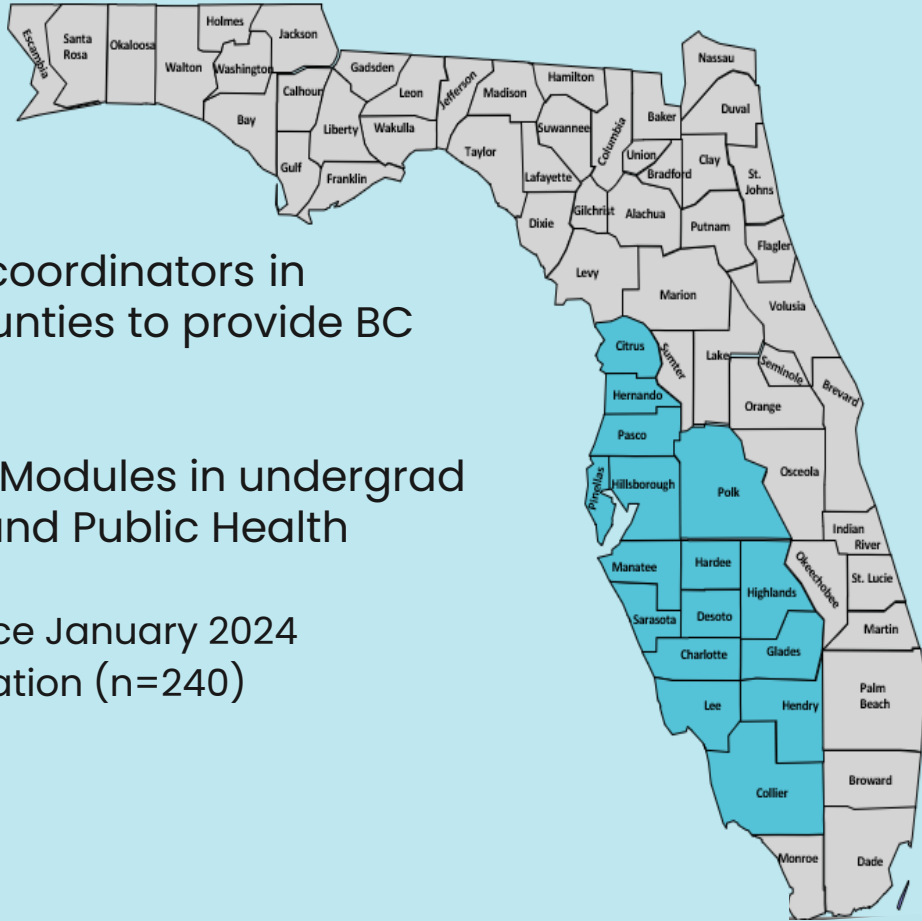 Holmes
Jackson
Escambia
Santa
Rosa
Okaloosa
Walton
Washington
Calhoun
Gadsden
Leon
Jefferson
Madison
Hamilton
Nassau
Bay
Liberty
Wakulla
Taylor
Suwannee
Columbia
Baker
Duval
Gulf
Franklin
Lafayette
Union
Bradford
Clay
St.
Johns
Dixie
Gilchrist
Alachua
Putnam
Flagler
Levy
Marion
Volusia
coordinators in
unties to provide BC
Citrus
Sumter
Lake
Seminole
Brevard
Hernando
Orange
Pasco
Osceola
Modules in undergrad
and Public Health
Pinellas
Hillsborough
Polk
Indian
River
Manatee
Hardee
Highlands
Okeechobee
St. Lucie
ce January 2024
ation (n=240)
Sarasota
Desoto
Martin
Charlotte
Glades
Lee
Hendry
Palm
Beach
Collier
Broward
Monroe
Dade